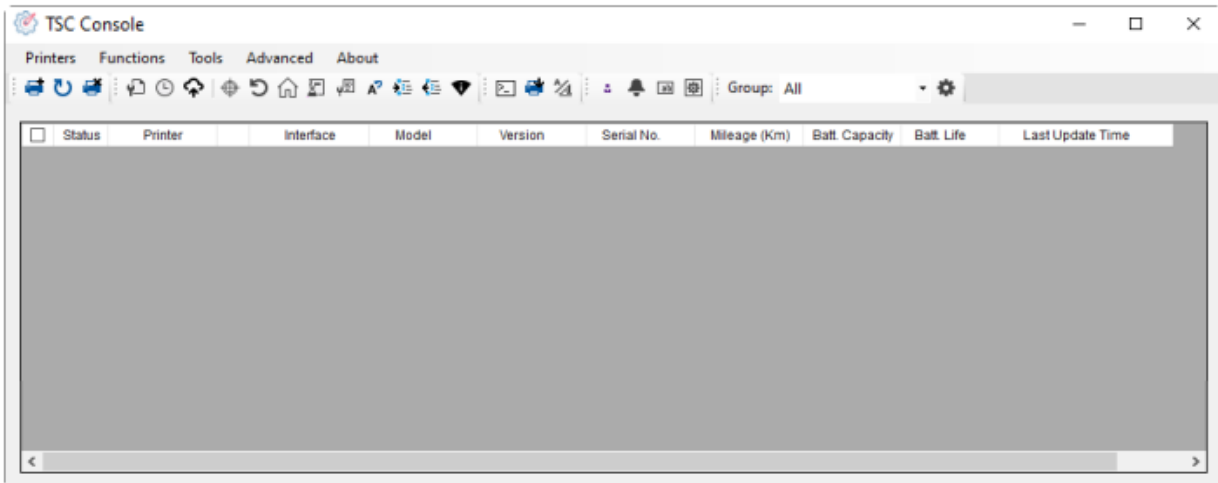 TSC Console
Printers Functions Tools Advanced About
Group: All
Status Printer Interface Model Version Serial No. Mileage (Km) Batt. Capacity Batt. Life Last Update Time